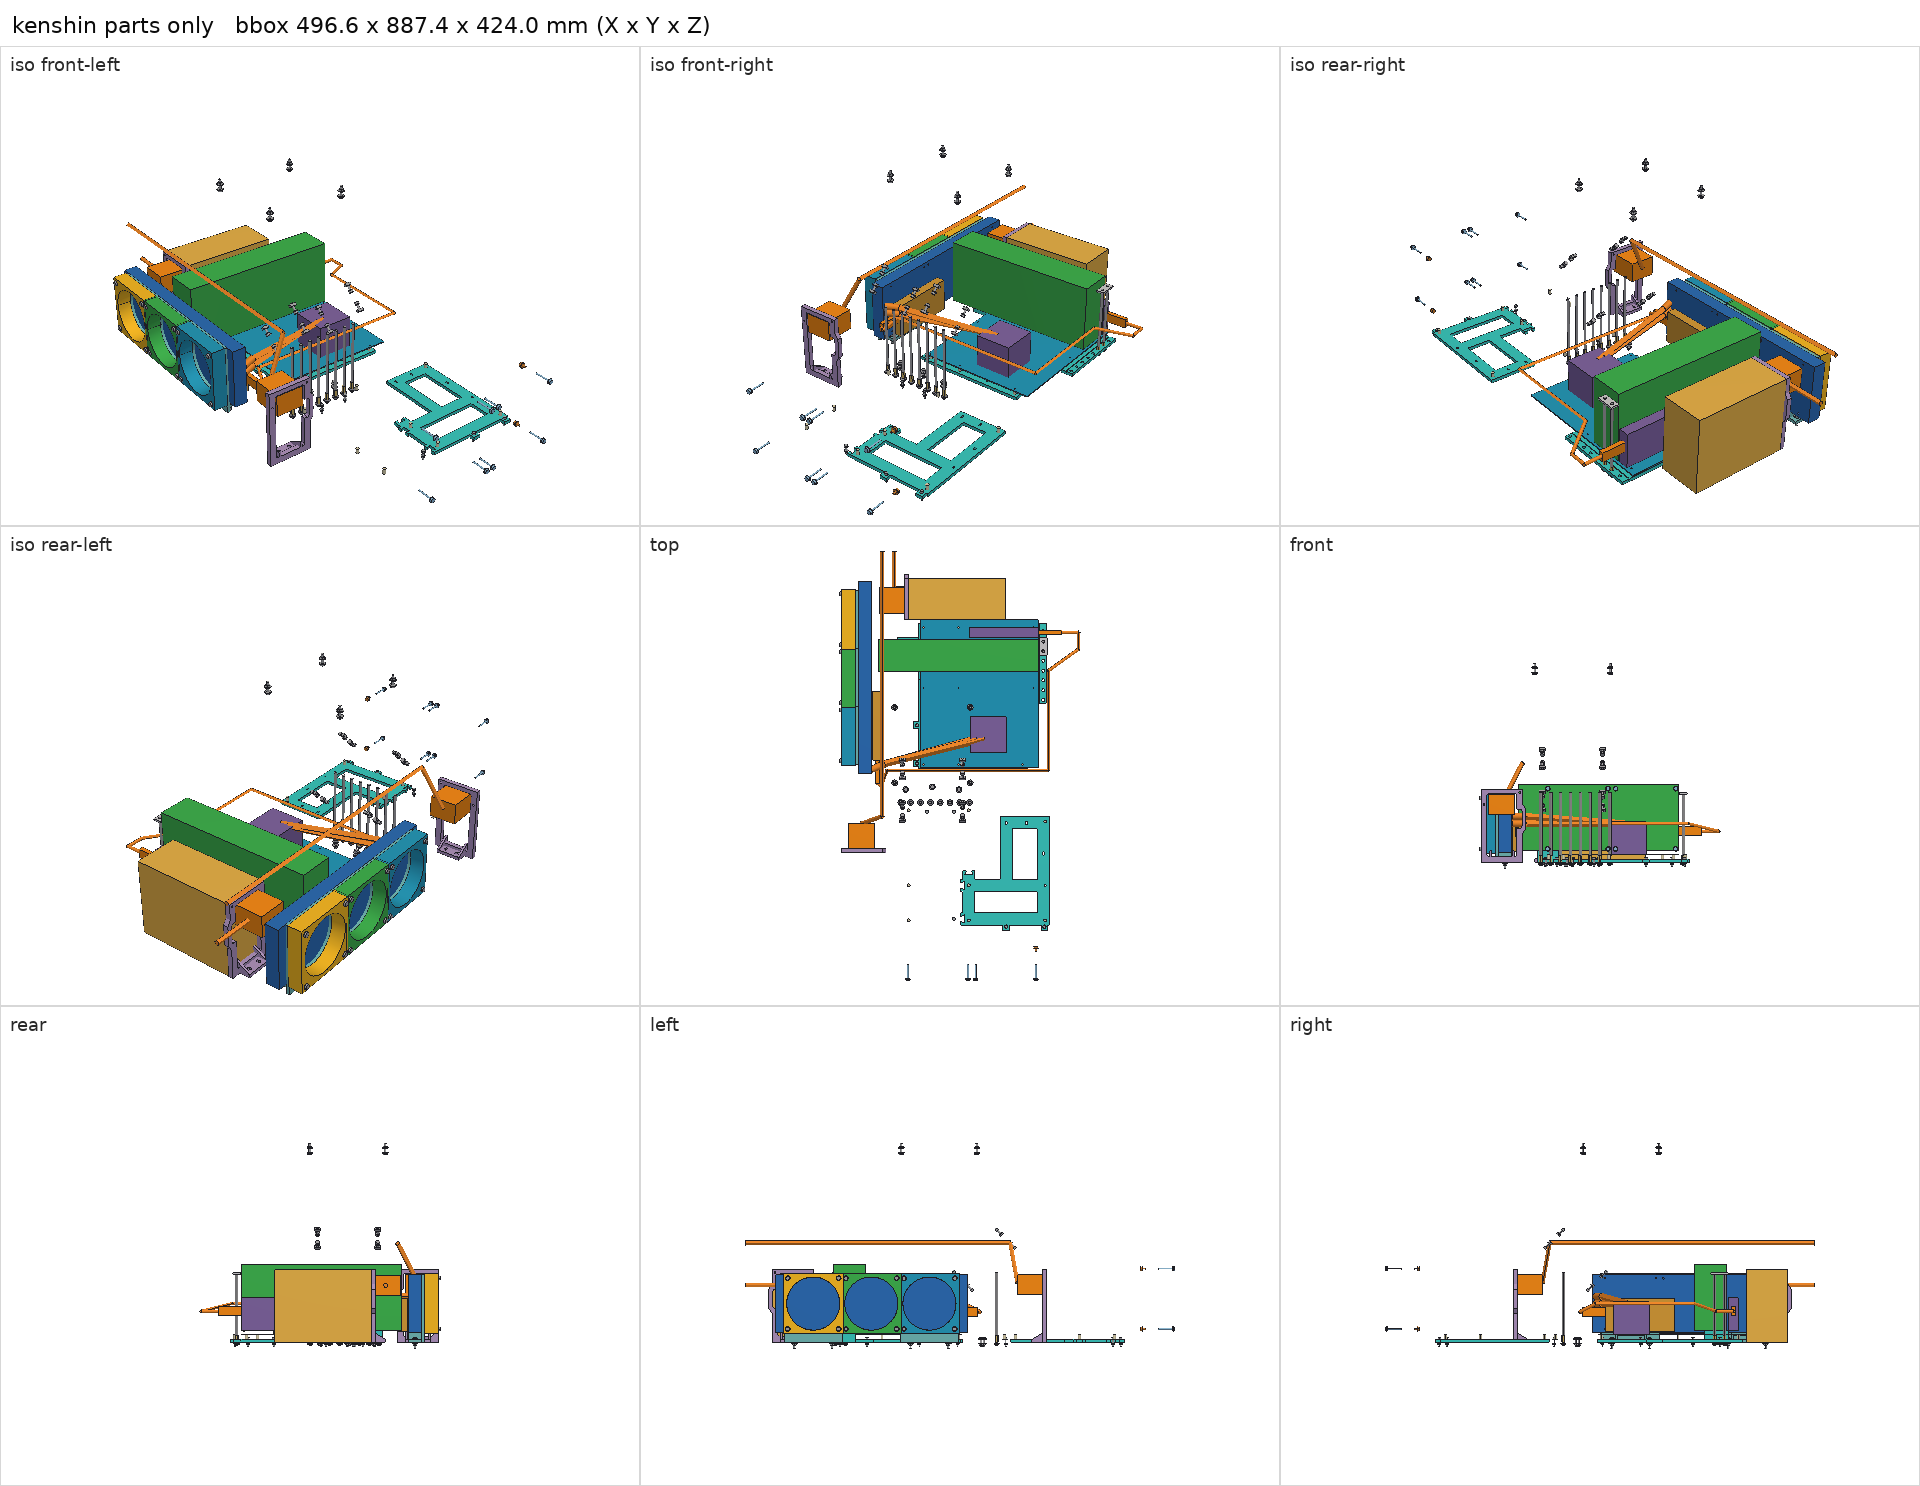 kenshin parts only   bbox 496.6 x 887.4 x 424.0 mm (X x Y x Z)
iso front-left
iso front-right
iso rear-right
iso rear-left
top
front
rear
left
right